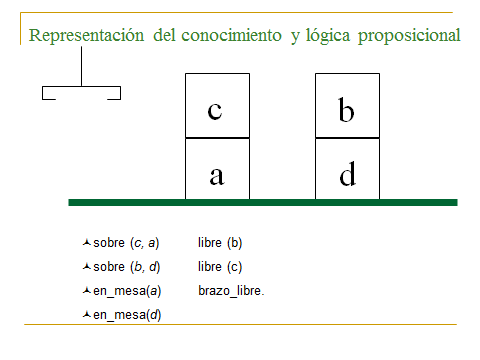 Representación del conocimiento y lógica proposicional
c
b
a
d
sobre (c, a) libre (b)
sobre (b, d) libre (c)
en_mesa(a) brazo_libre.
en_mesa(d)